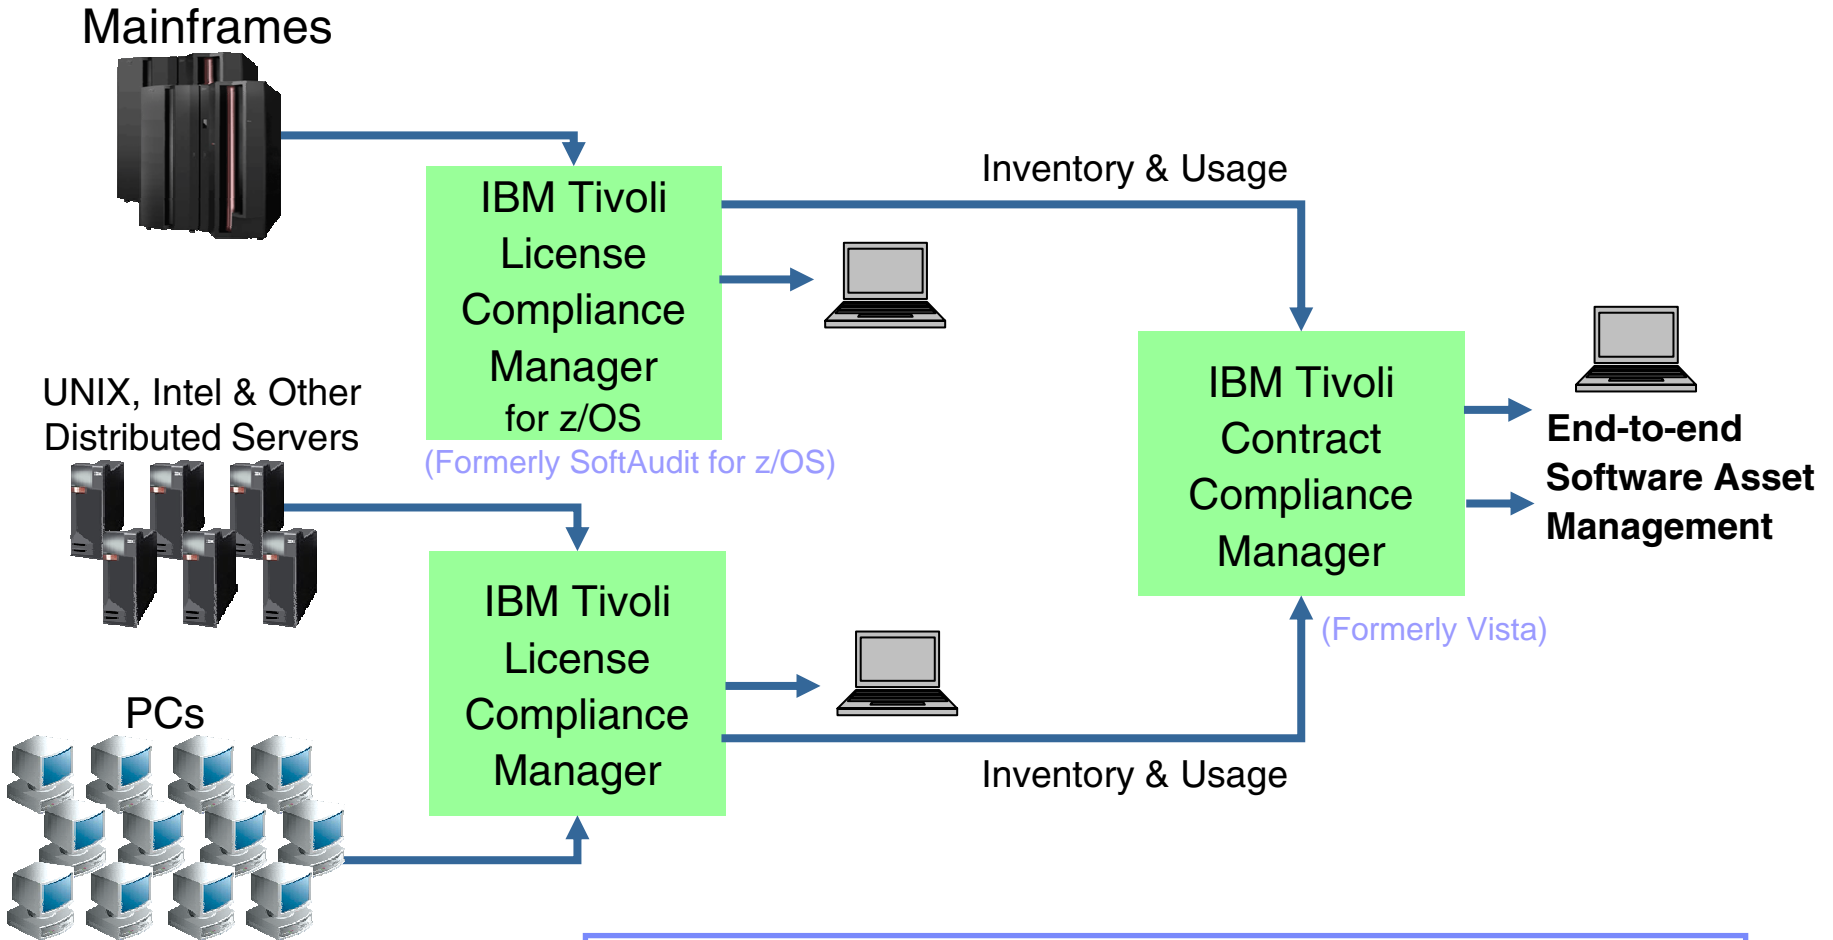 Mainframes
IBM Tivoli
License
Compliance
Manager
for z/OS
(Formerly SoftAudit for z/OS)
Inventory & Usage
UNIX, Intel & Other
Distributed Servers
IBM Tivoli
License
Compliance
Manager
PCs
Inventory & Usage
IBM Tivoli
Contract
Compliance
Manager
(Formerly Vista)
End-to-end
Software Asset
Management